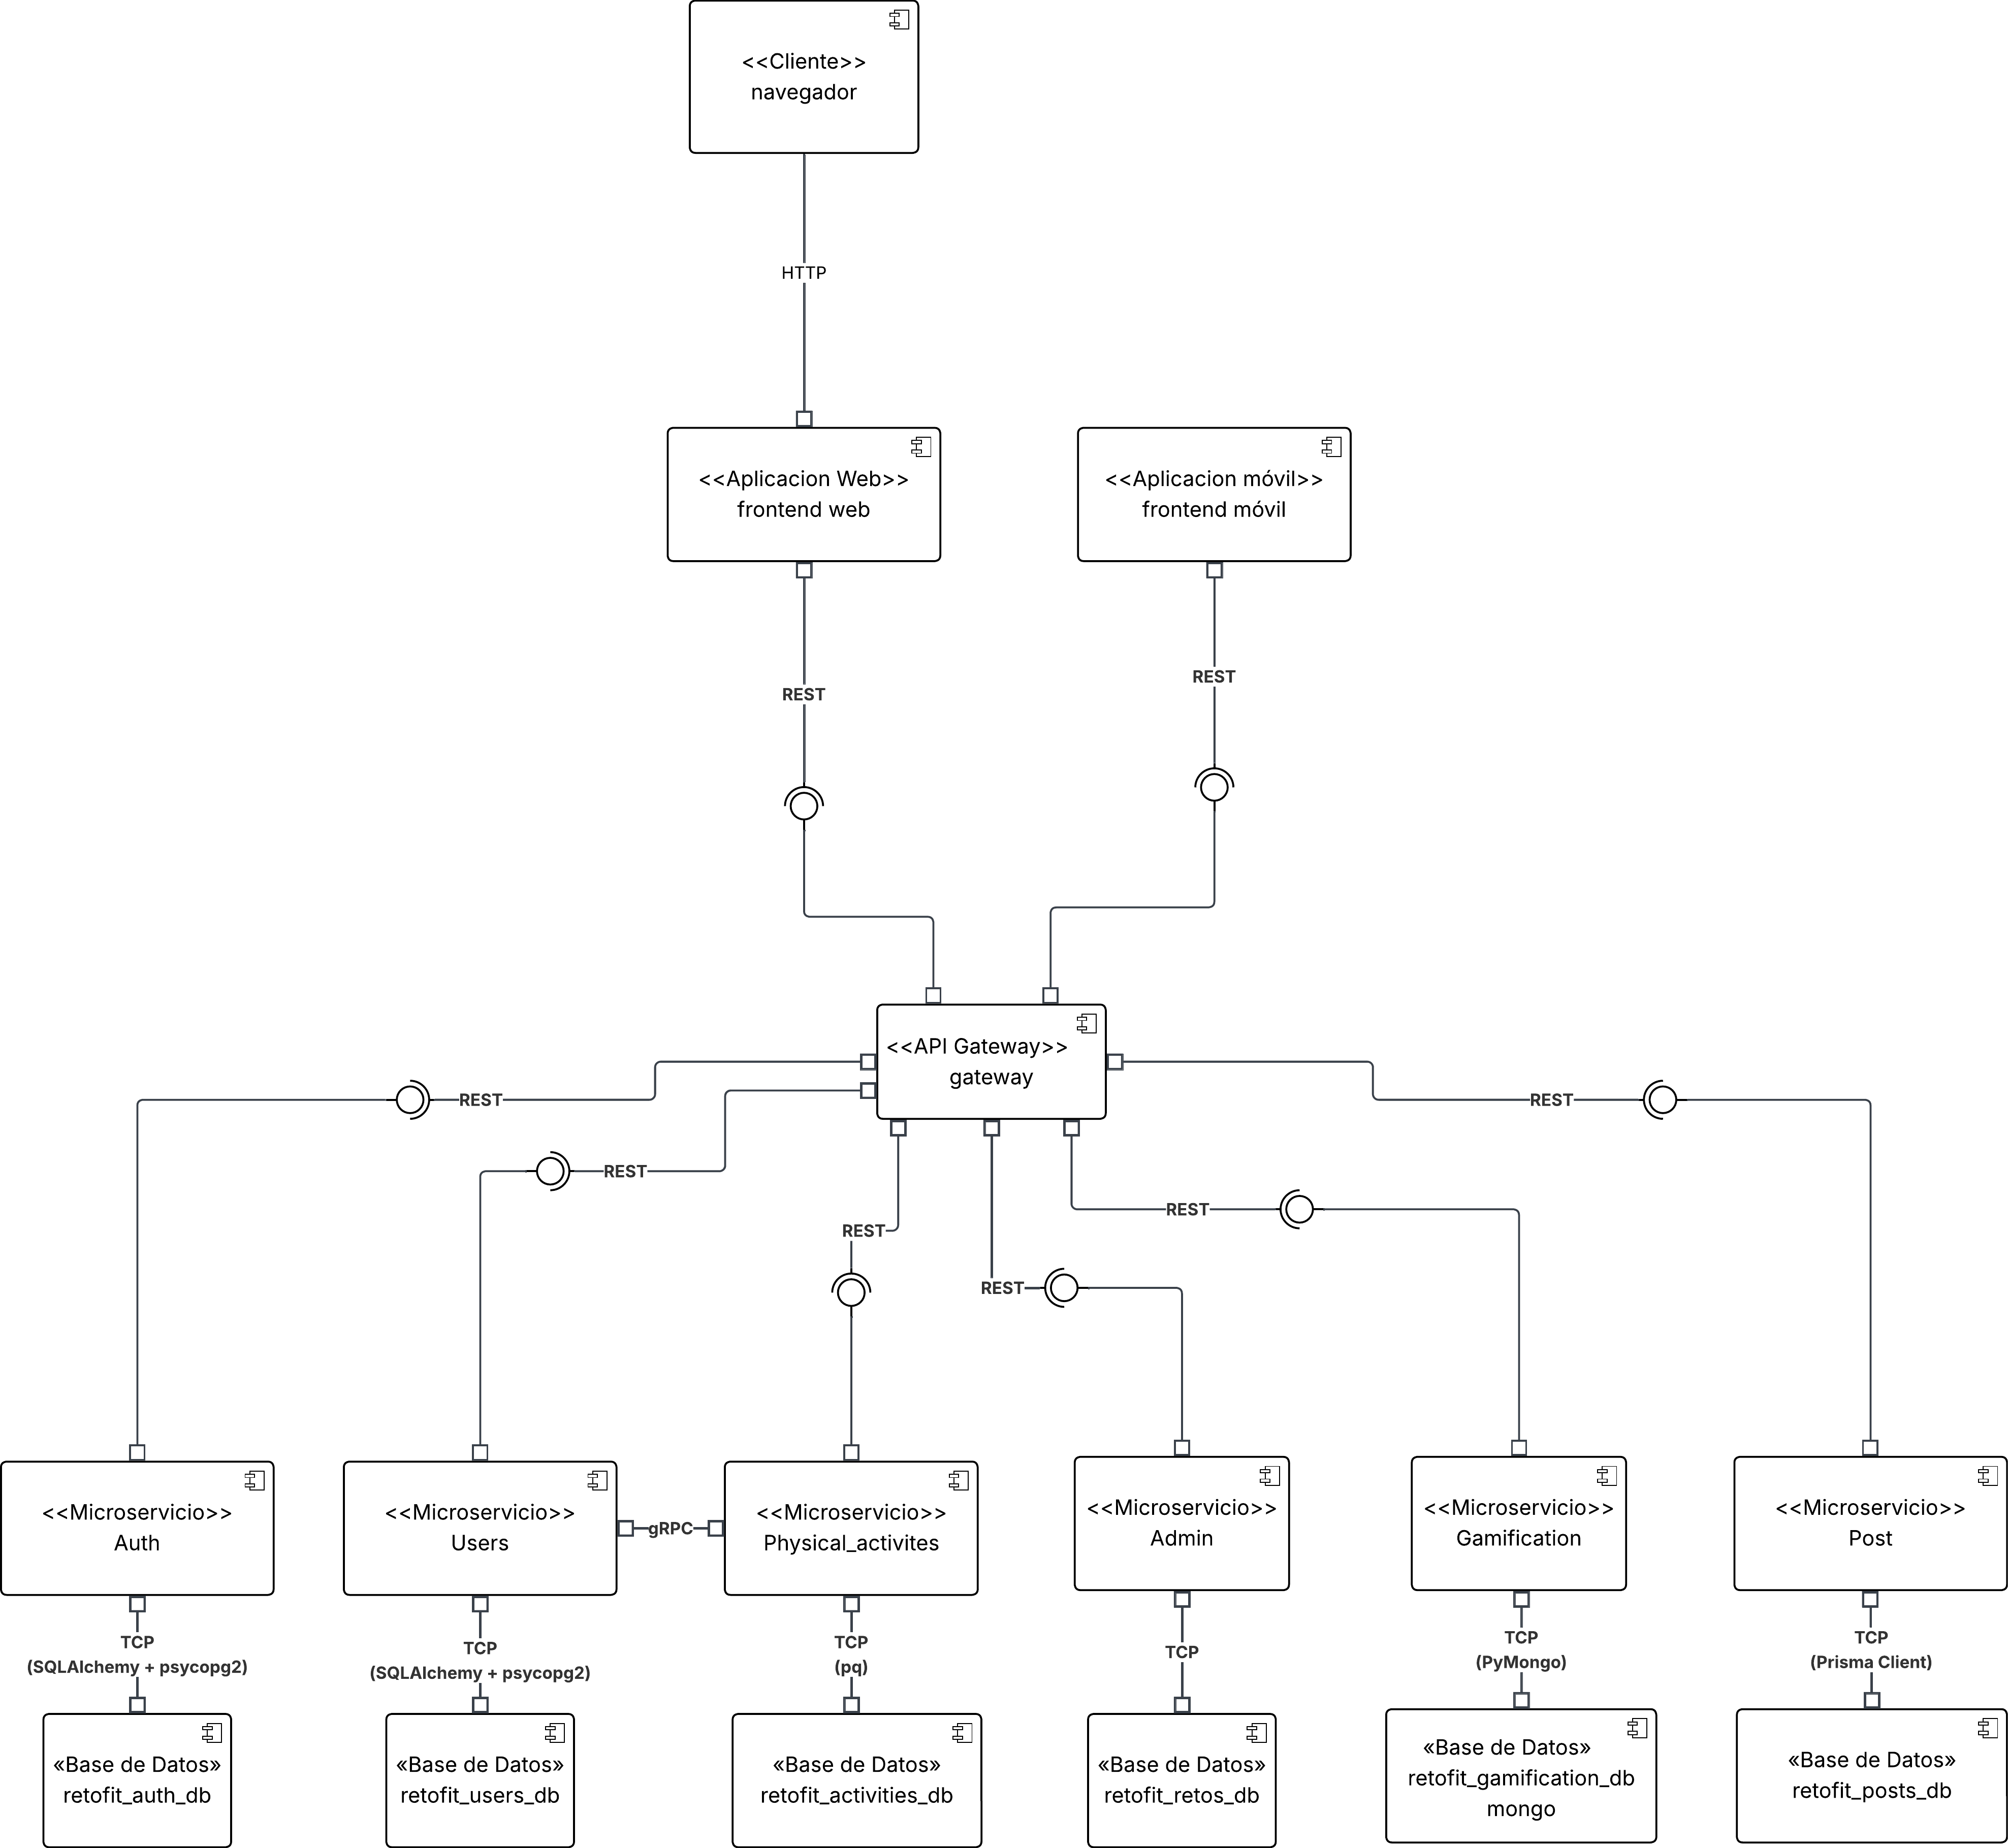 <<Cliente>>
navegador
HTTP
<<Aplicacion Web>>
frontend web
<<Aplicacion móvil>>
frontend móvil
REST
REST
<<API Gateway>>
gateway
REST
REST
REST
REST
REST
REST
<<Microservicio>>
Auth
<<Microservicio>>
Users
gRPC
<<Microservicio>>
Physical_activites
<<Microservicio>>
Admin
<<Microservicio>>
Gamification
<<Microservicio>>
Post
TCP
(SQLAlchemy + psycopg2)
TCP
(SQLAlchemy + psycopg2)
TCP
(pq)
TCP
TCP
(PyMongo)
TCP
(Prisma Client)
«Base de Datos»
retofit_auth_db
«Base de Datos»
retofit_users_db
«Base de Datos»
retofit_activities_db
«Base de Datos»
retofit_retos_db
«Base de Datos»
retofit_gamification_db
mongo
«Base de Datos»
retofit_posts_db